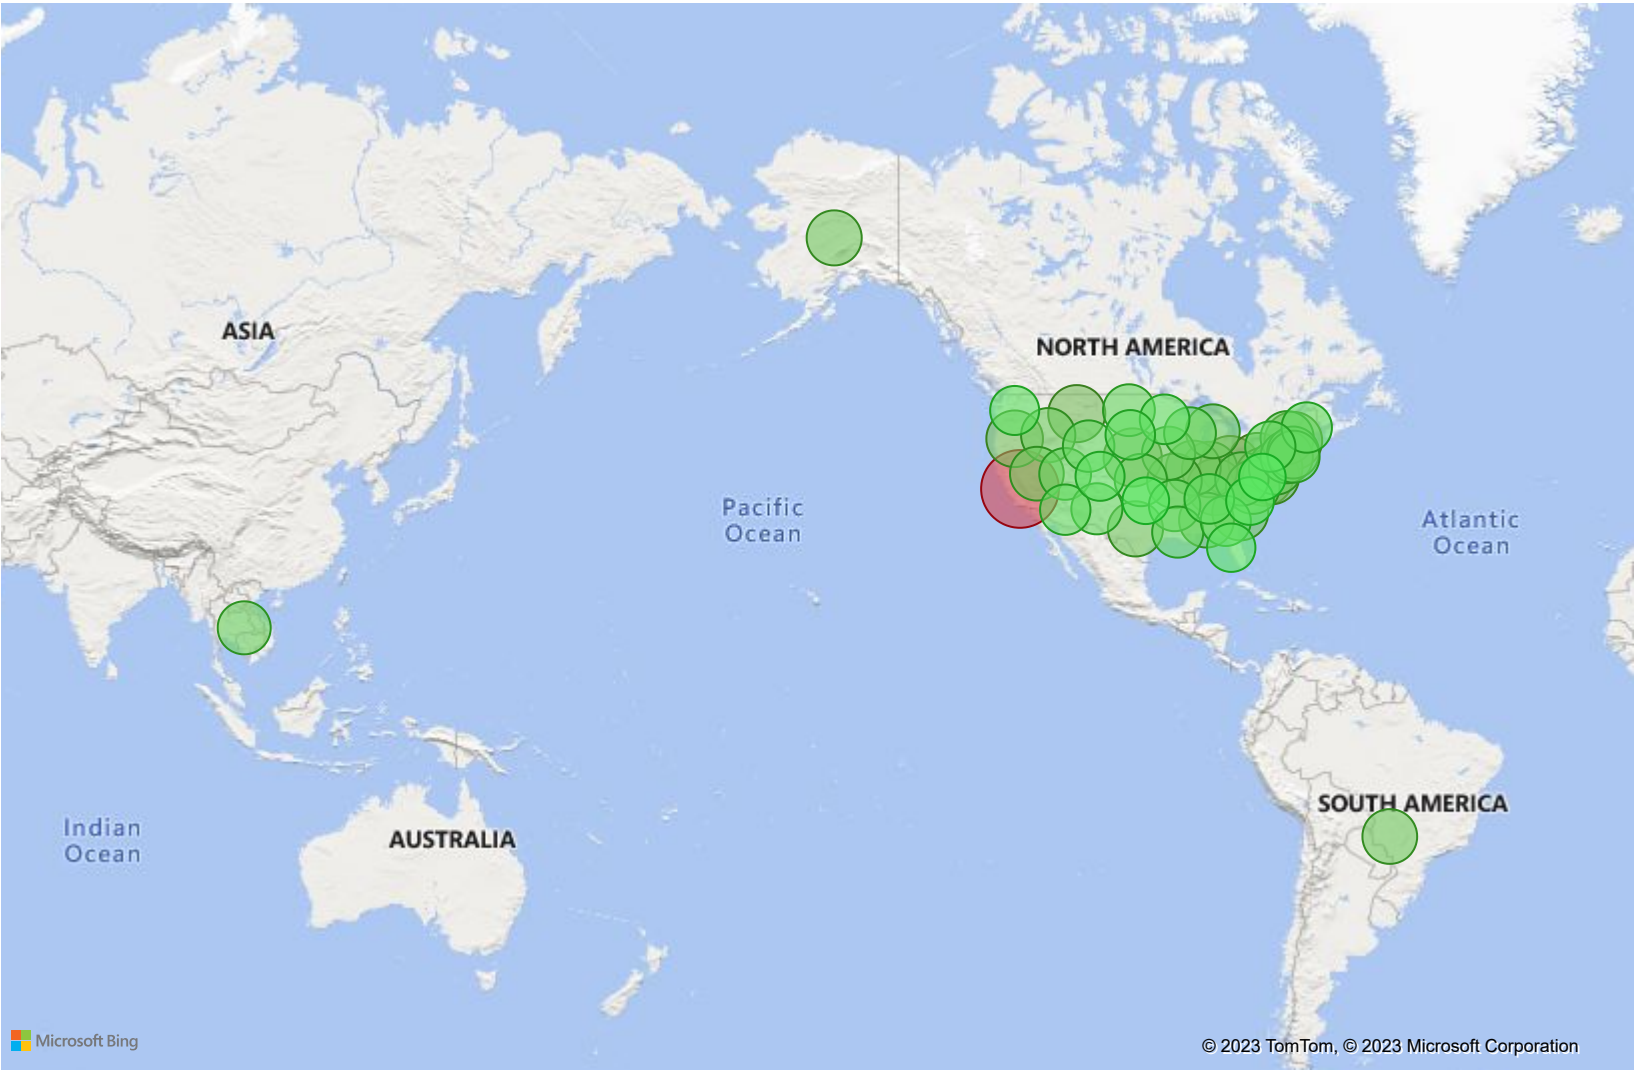 ASIA
NORTH AMERICA
Pacific
Ocean
Atlantic
Ocean
SOUTH AMERICA
Indian
Ocean
AUSTRALIA
Microsoft Bing
© 2023 TomTom, © 2023 Microsoft Corporation